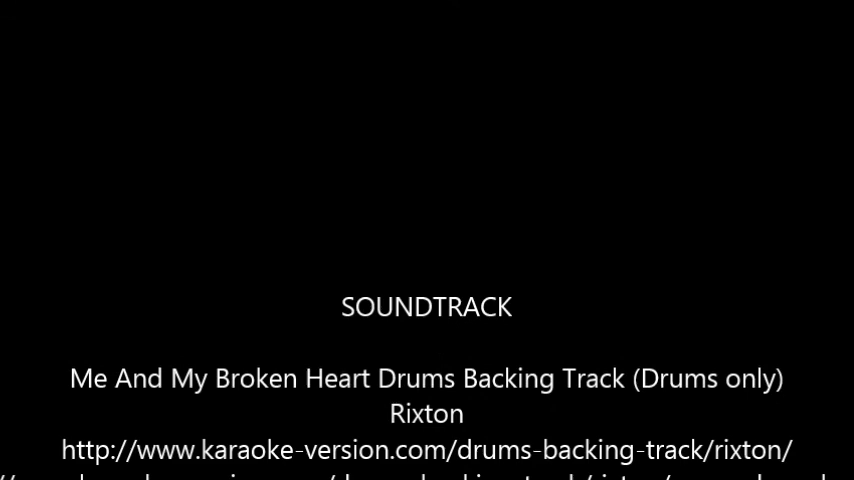 SOUNDTRACK
Me And My Broken Heart Drums Backing Track (Drums only)
Rixton
http://www.karaoke-version.com/drums-backing-track/rixton/